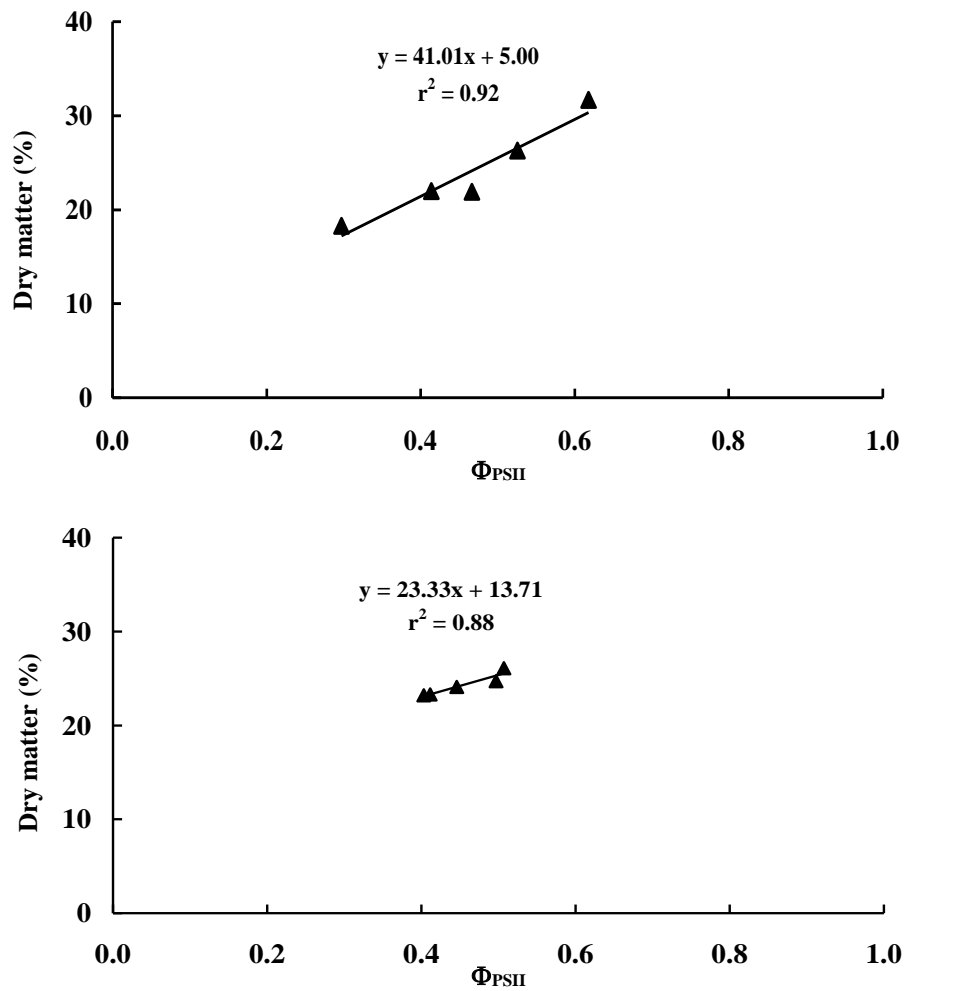 40
y = 41.01x + 5.00
r² = 0.92
30
Dry matter (%)
20
10
0
0.0 0.2 0.4 0.6 0.8 1.0
ΦPSII
40
y = 23.33x + 13.71
r² = 0.88
30
Dry matter (%)
20
10
0
0.0 0.2 0.4 0.6 0.8 1.0
ΦPSII